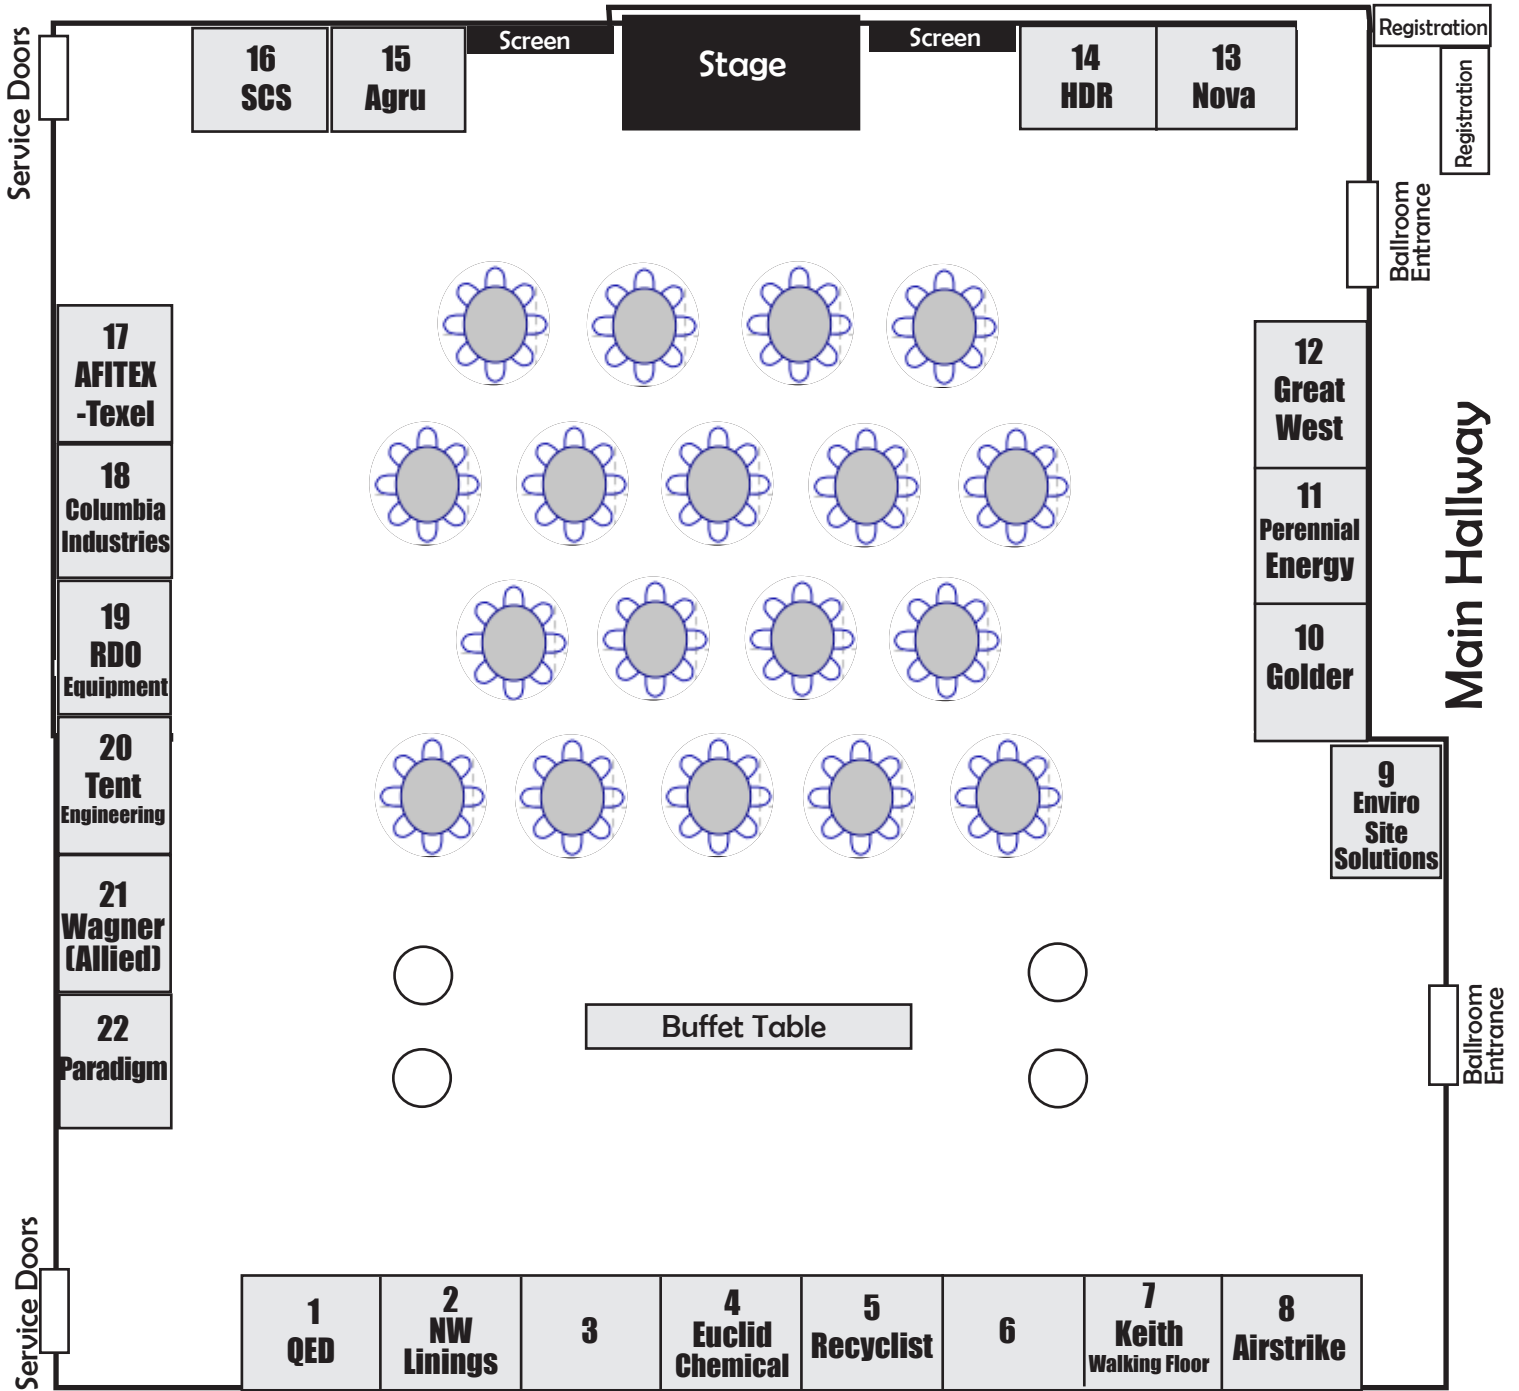 Registration
Service Doors
16
SCS
15
Agru
Screen
Stage
Screen
14
HDR
13
Nova
Registration
Ballroom
Entrance
17
AFITEX
-Texel
18
Columbia
Industries
19
RDO
Equipment
20
Tent
Engineering
21
Wagner
(Allied)
22
Paradigm
12
Great
West
11
Perennial
Energy
10
Golder
Main Hallway
9
Enviro
Site
Solutions
Buffet Table
Ballroom
Entrance
Service Doors
1
QED
2
NW
Linings
3
4
Euclid
Chemical
5
Recyclist
6
7
Keith
Walking Floor
8
Airstrike